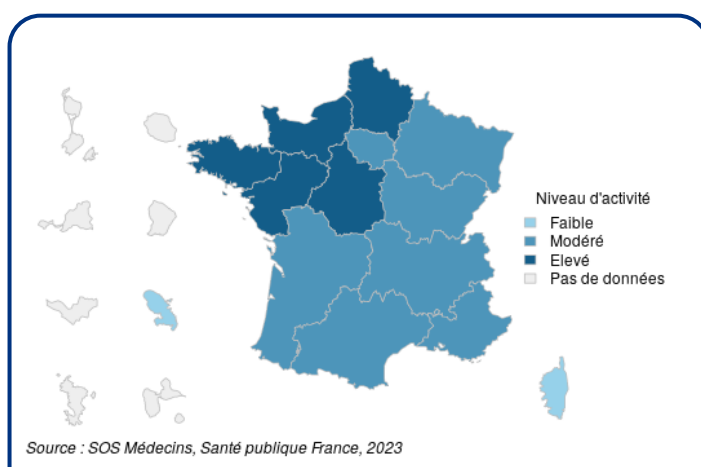 Niveau d'activité
Faible
Modéré
Elevé
Pas de données
Source : SOS Médecins, Santé publique France, 2023